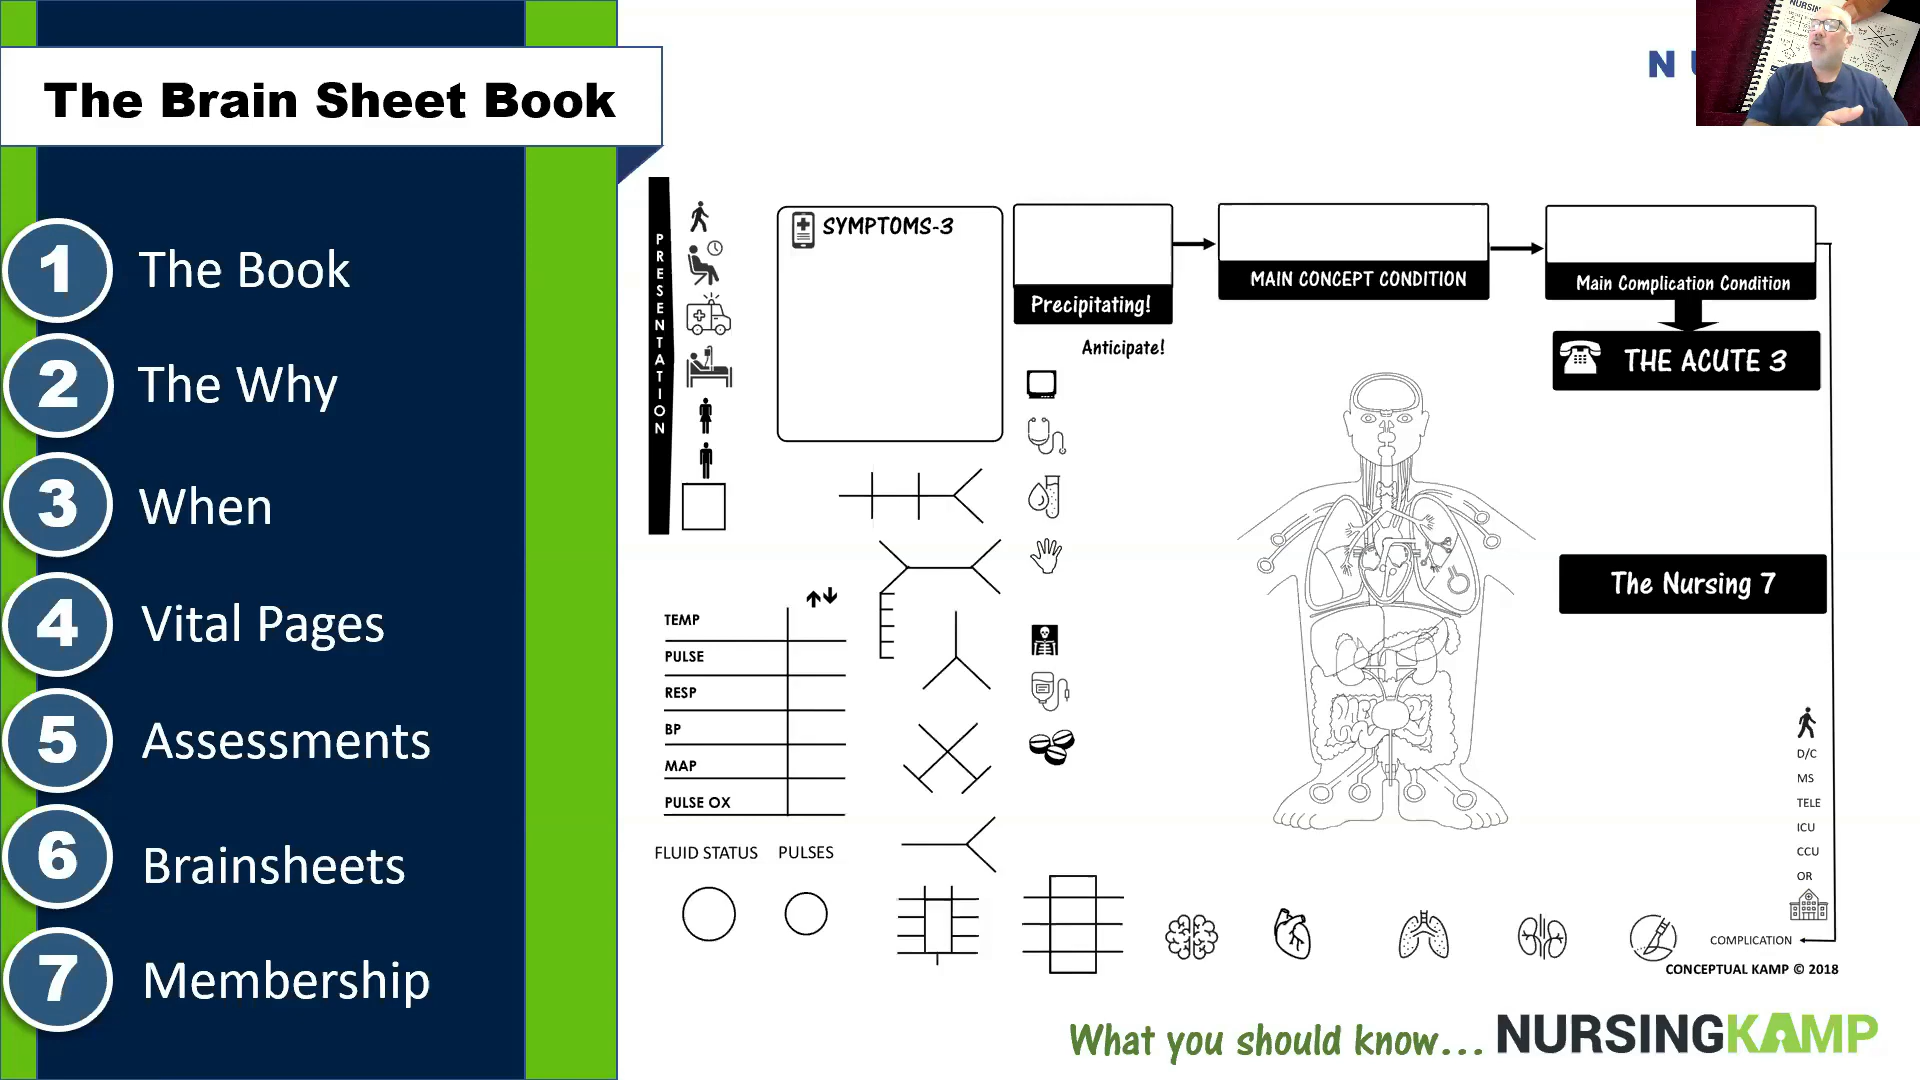 The Brain Sheet Book
1 The Book
2 The Why
3 When
4 Vital Pages
5 Assessments
6 Brainsheets
7 Membership
NURSIN
N
PRESENTATION
SYMPTOMS-3
Precipitating!
MAIN CONCEPT CONDITION
Main Complication Condition
Anticipate!
THE ACUTE 3
The Nursing 7
TEMP
PULSE
RESP
BP
MAP
PULSE OX
FLUID STATUS PULSES
D/C
MS
TELE
ICU
CCU
OR
COMPLICATION
CONCEPTUAL KAMP © 2018
What you should know...
NURSINGKAMP